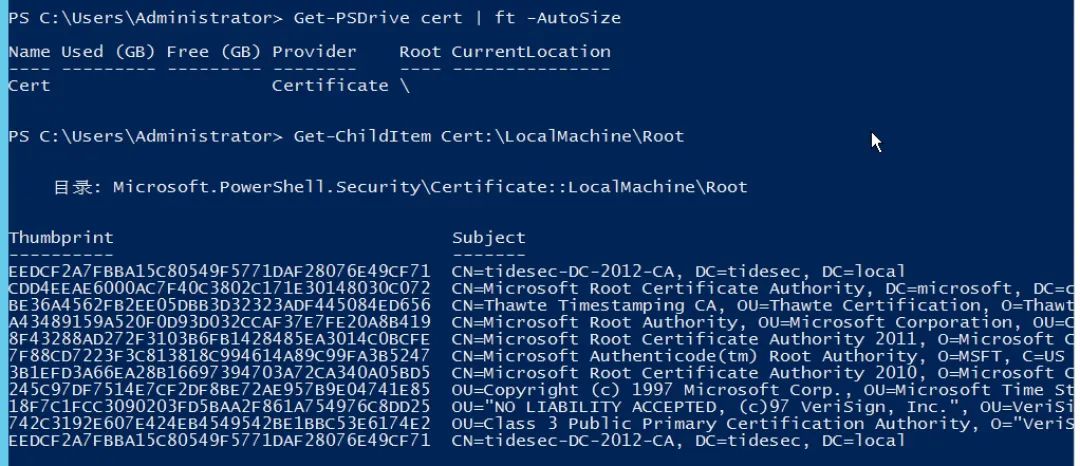 PS C:\Users\Administrator> Get-PSDrive cert | ft -AutoSize
Name Used (GB) Free (GB) Provider    Root CurrentLocation
---- --------- --------- --------    ---- ---------------
Cert                     Certificate \
PS C:\Users\Administrator> Get-ChildItem Cert:\LocalMachine\Root
目录: Microsoft.PowerShell.Security\Certificate::LocalMachine\Root
Thumbprint                                Subject
----------                                -------
EEDCF2A7FBBA15C80549F5771DAF28076E49CF71  CN=tidesec-DC-2012-CA, DC=tidesec, DC=local
CDD4EEAE6000AC7F40C3802C171E30148030C072  CN=Microsoft Root Certificate Authority, DC=microsoft, DC=c
BE36A4562FB2EE05DBB3D32323ADF445084ED656  CN=Thawte Timestamping CA, OU=Thawte Certification, O=Thawt
A43489159A520F0D93D032CCAF37E7FE20A8B419  CN=Microsoft Root Authority, OU=Microsoft Corporation, OU=C
8F43288AD272F3103B6FB1428485EA3014C0BCFE  CN=Microsoft Root Certificate Authority 2011, O=Microsoft C
7F88CD7223F3C813818C994614A89C99FA3B5247  CN=Microsoft Authenticode(tm) Root Authority, O=MSFT, C=US
3B1EFD3A66EA28B16697394703A72CA340A05BD5  CN=Microsoft Root Certificate Authority 2010, O=Microsoft C
245C97DF7514E7CF2DF8BE72AE957B9E04741E85  OU=Copyright (c) 1997 Microsoft Corp., OU=Microsoft Time St
18F7C1FCC3090203FD5BAA2F861A754976C8DD25  OU="NO LIABILITY ACCEPTED, (c)97 VeriSign, Inc.", OU=VeriSi
742C3192E607E424EB4549542BE1BBC53E6174E2  OU=Class 3 Public Primary Certification Authority, O="VeriS
EEDCF2A7FBBA15C80549F5771DAF28076E49CF71  CN=tidesec-DC-2012-CA, DC=tidesec, DC=local